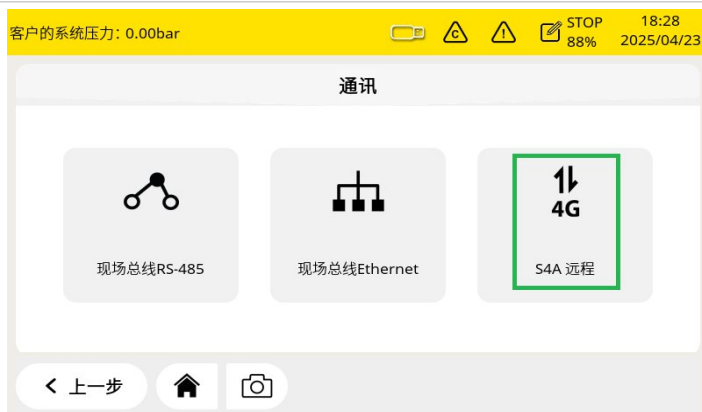 客户的系统压力：0.00bar
C
STOP
88%
18:28
2025/04/23
通讯
4G
现场总线RS-485
现场总线Ethernet
S4A 远程
上一步